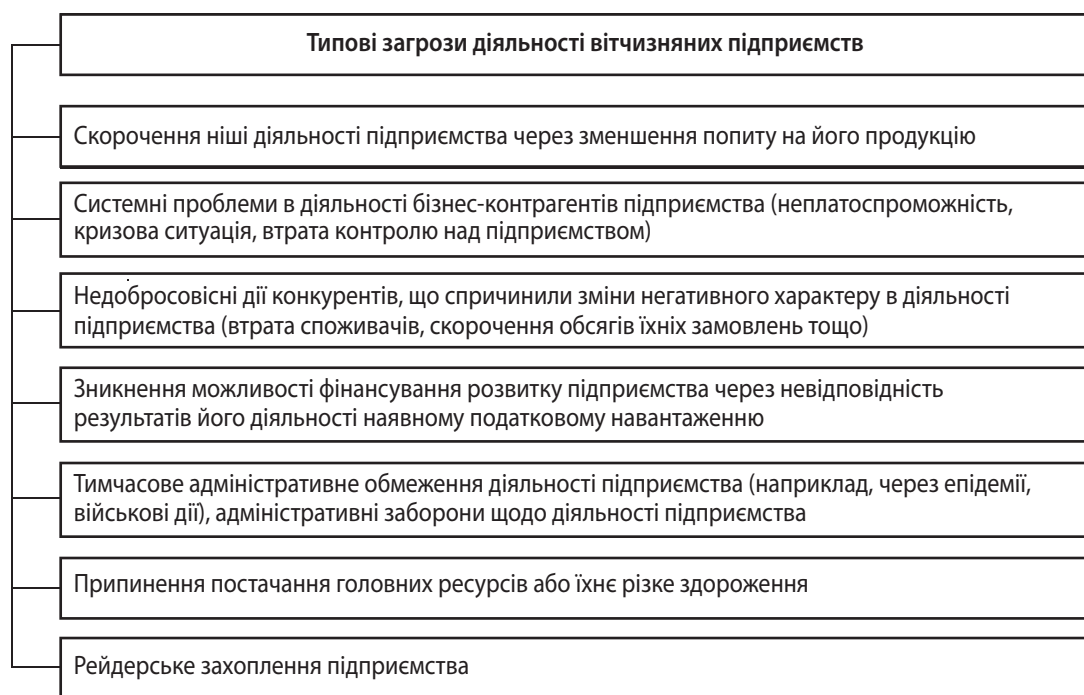 Типові загрози діяльності вітчизняних підприємств
Скорочення ніші діяльності підприємства через зменшення попиту на його продукцію
Системні проблеми в діяльності бізнес-контрагентів підприємства (неплатоспроможність,
кризова ситуація, втрата контролю над підприємством)
Недобросовісні дії конкурентів, що спричинили зміни негативного характеру в діяльності
підприємства (втрата споживачів, скорочення обсягів їхніх замовлень тощо)
Зникнення можливості фінансування розвитку підприємства через невідповідність
результатів його діяльності наявному податковому навантаженню
Тимчасове адміністративне обмеження діяльності підприємства (наприклад, через епідемії,
військові дії), адміністративні заборони щодо діяльності підприємства
Припинення постачання головних ресурсів або їхнє різке здороження
Рейдерське захоплення підприємства